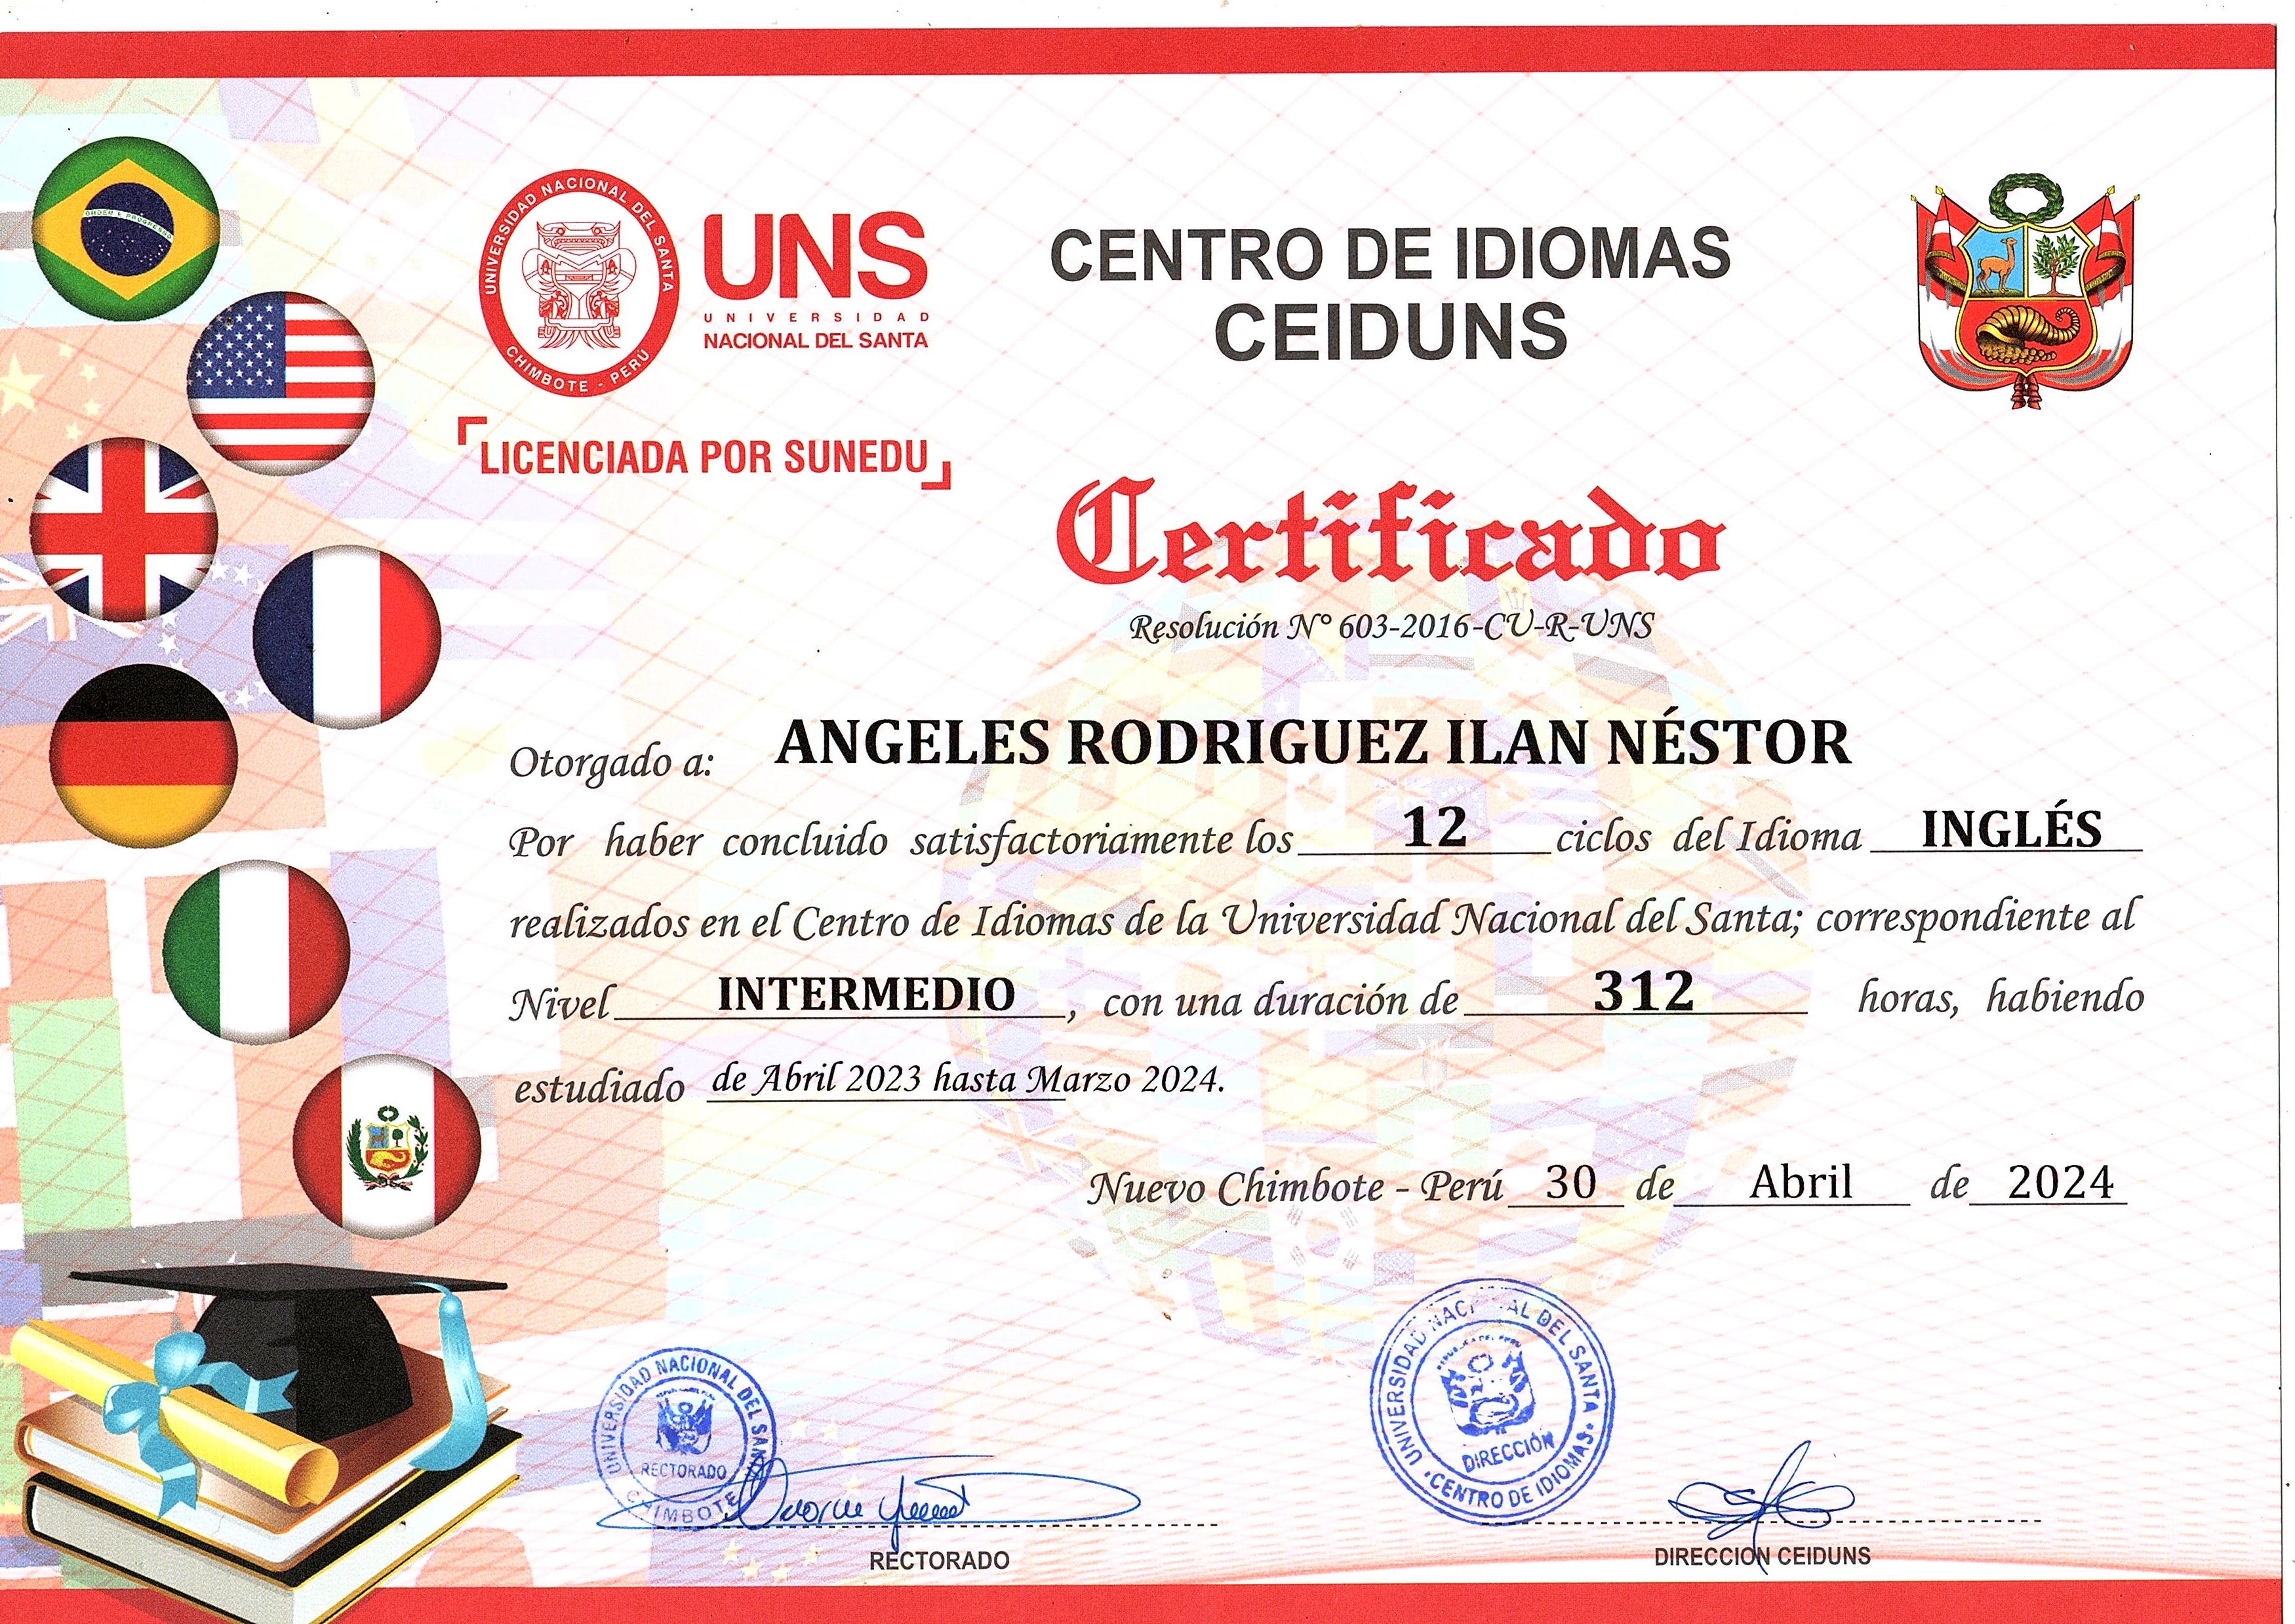 UNIVERSIDAD NACIONAL DEL SANTA
CHIMBOTE - PERÚ
UNS
UNIVERSIDAD
NACIONAL DEL SANTA
LICENCIADA POR SUNEDU
CENTRO DE IDIOMAS
CEIDUNS
Certificado
Resolución N° 603-2016-CU-R-UNS
Otorgado a: ANGELES RODRIGUEZ ILAN NÉSTOR
Por haber concluido satisfactoriamente los 12 ciclos del Idioma INGLÉS
realizados en el Centro de Idiomas de la Universidad Nacional del Santa; correspondiente al
Nivel INTERMEDIO, con una duración de 312 horas, habiendo
estudiado de Abril 2023 hasta Marzo 2024.
Nuevo Chimbote - Perú 30 de Abril de 2024
UNIVERSIDAD NACIONAL DEL SANTA
RECTORADO
CHIMBOTE
UNIVERSIDAD NACIONAL DEL SANTA
DIRECCIÓN
CENTRO DE IDIOMAS
RECTORADO
DIRECCION CEIDUNS